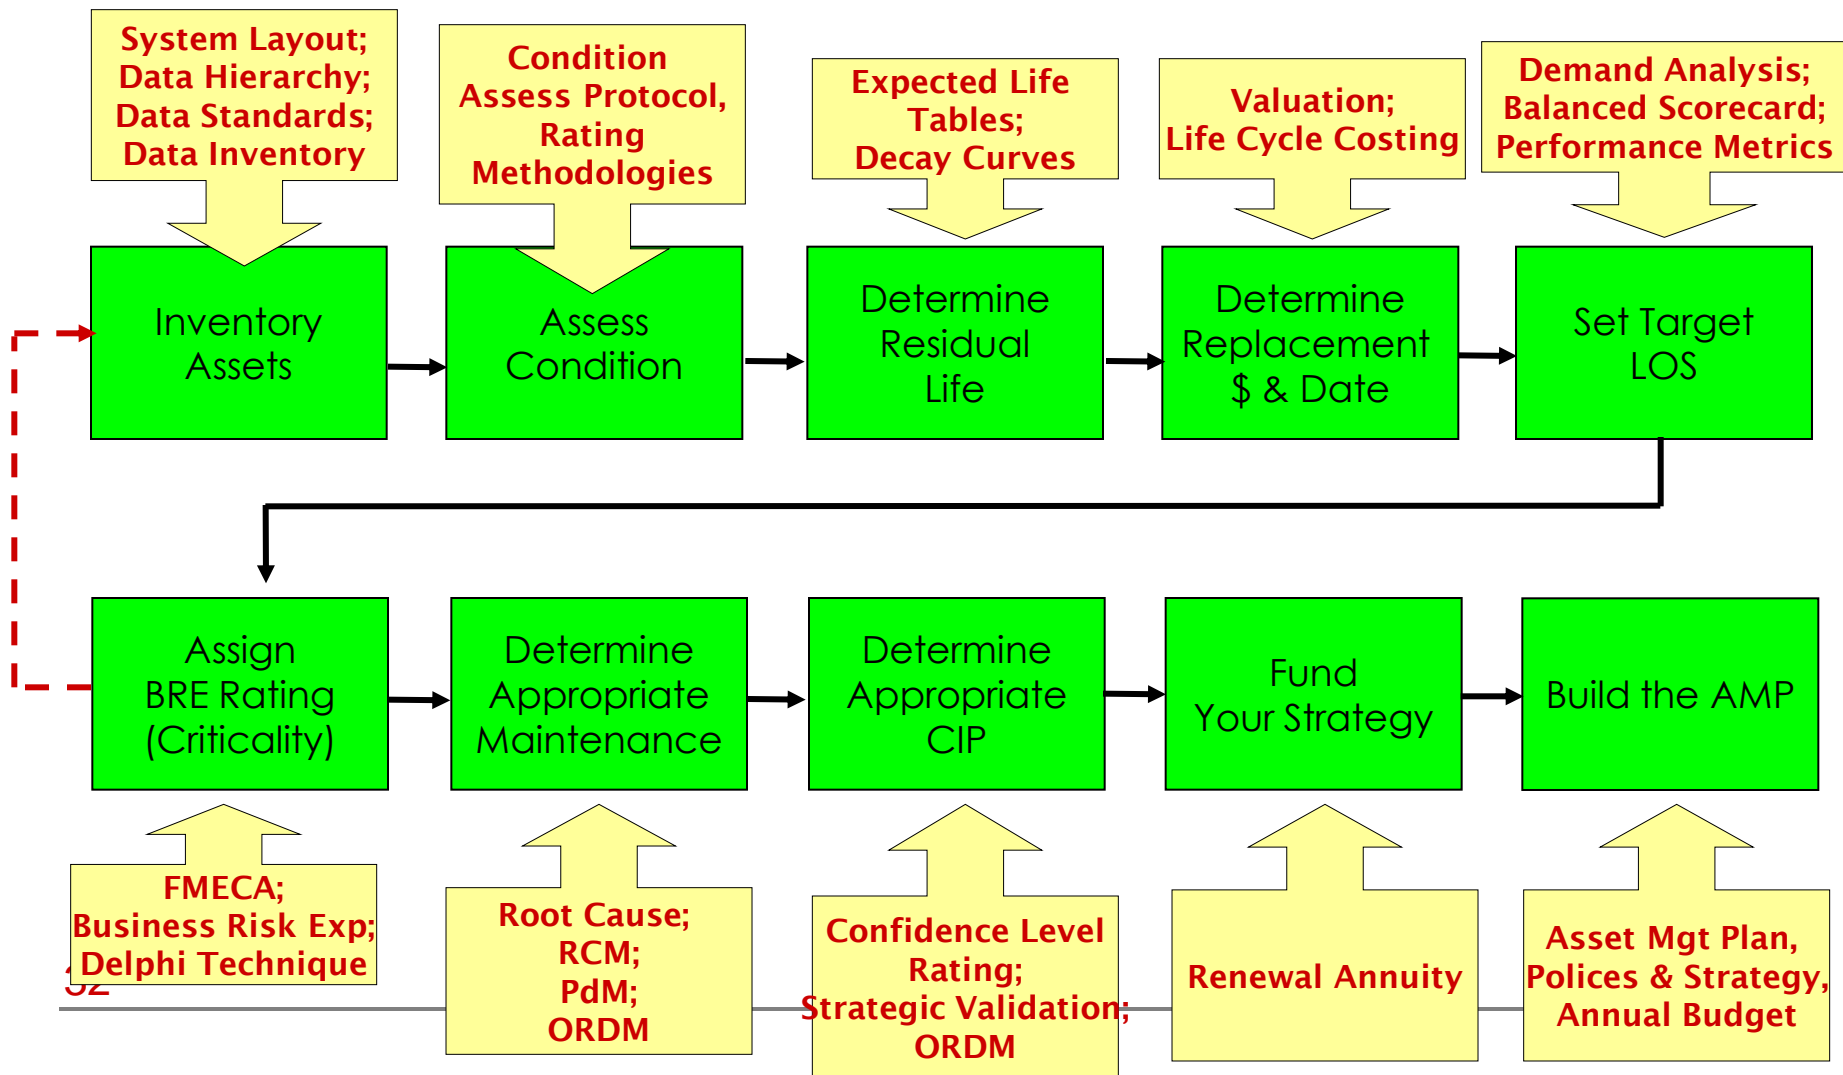 System Layout;
Data Hierarchy;
Data Standards;
Data Inventory
Condition
Assess Protocol,
Rating
Methodologies
Expected Life
Tables;
Decay Curves
Valuation;
Life Cycle Costing
Demand Analysis;
Balanced Scorecard;
Performance Metrics
Inventory
Assets
Assess
Condition
Determine
Residual
Life
Determine
Replacement
$ & Date
Set Target
LOS
Assign
BRE Rating
(Criticality)
Determine
Appropriate
Maintenance
Determine
Appropriate
CIP
Fund
Your Strategy
Build the AMP
FMECA;
Business Risk Exp;
Delphi Technique
Root Cause;
RCM;
PdM;
ORDM
Confidence Level
Rating;
Strategic Validation;
ORDM
Renewal Annuity
Asset Mgt Plan,
Polices & Strategy,
Annual Budget